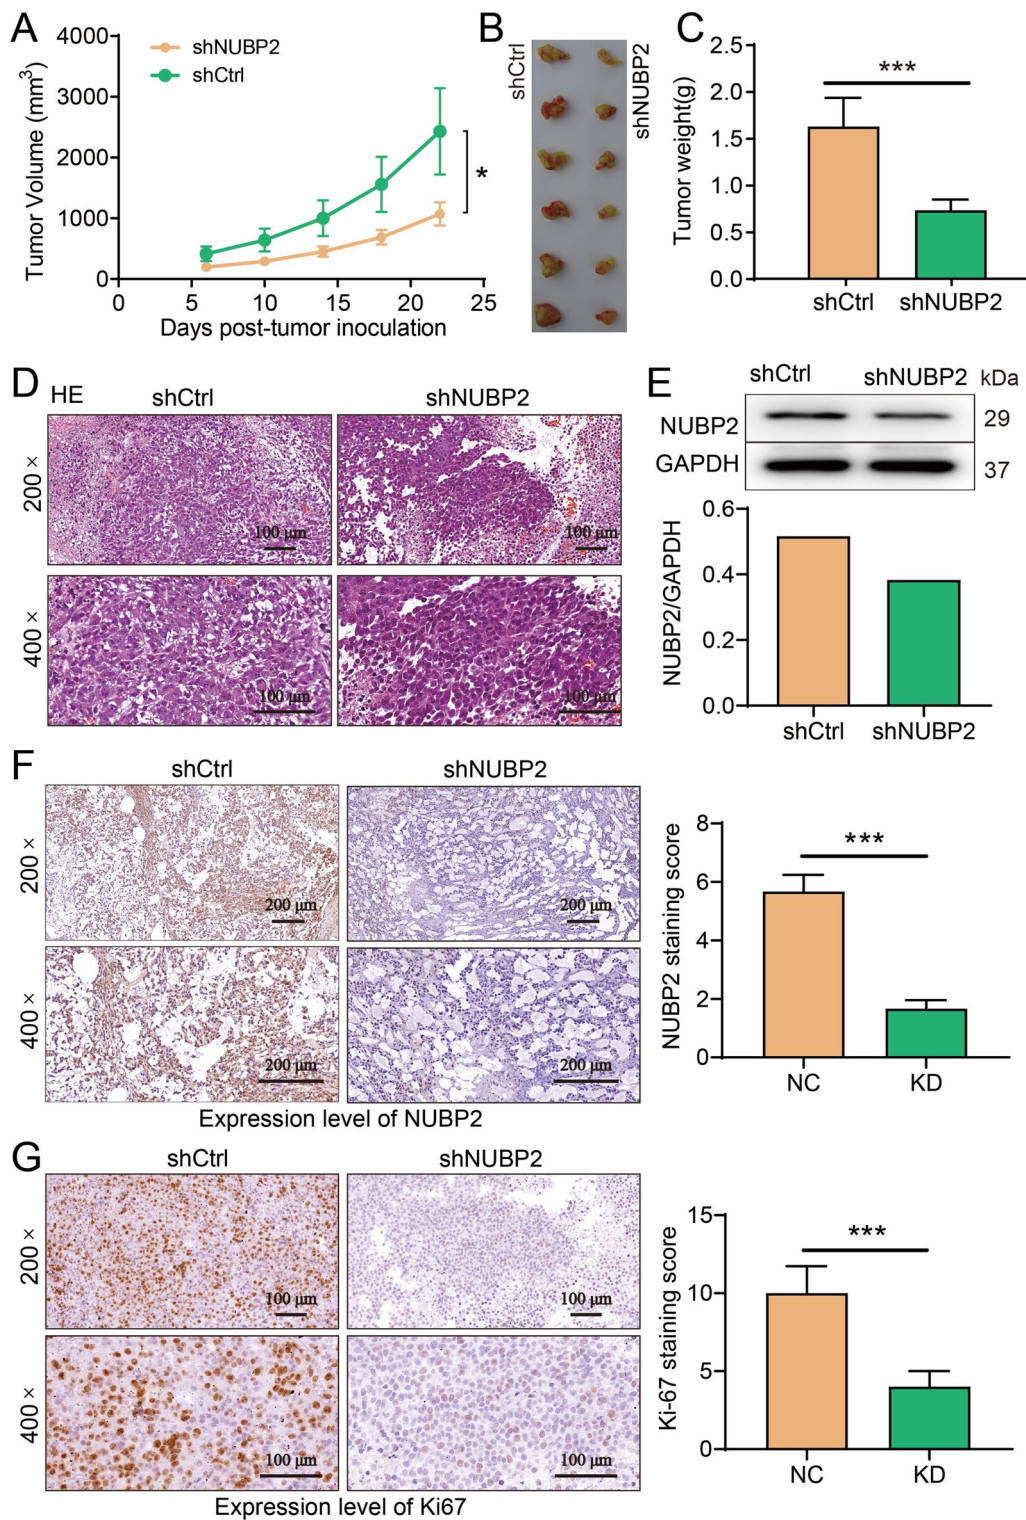 A
4000
3000
2000
1000
0
Tumor Volume (mm³)
shNUBP2
shCtrl
*
0 5 10 15 20 25
Days post-tumor inoculation
B
shCtrl
shNUBP2
C
2.5
2.0
1.5
1.0
0.5
0.0
Tumor weight(g)
***
shCtrl shNUBP2
D
HE
shCtrl shNUBP2
200 ×
100 μm 100 μm
400 ×
100 μm 100 μm
E
shCtrl shNUBP2 kDa
NUBP2 29
GAPDH 37
0.6
0.4
0.2
0.0
NUBP2/GAPDH
shCtrl shNUBP2
F
shCtrl shNUBP2
200 ×
200 μm 200 μm
400 ×
200 μm 200 μm
Expression level of NUBP2
8
6
4
2
0
NUBP2 staining score
***
NC KD
G
shCtrl shNUBP2
200 ×
100 μm 100 μm
400 ×
100 μm 100 μm
Expression level of Ki67
15
10
5
0
Ki-67 staining score
***
NC KD